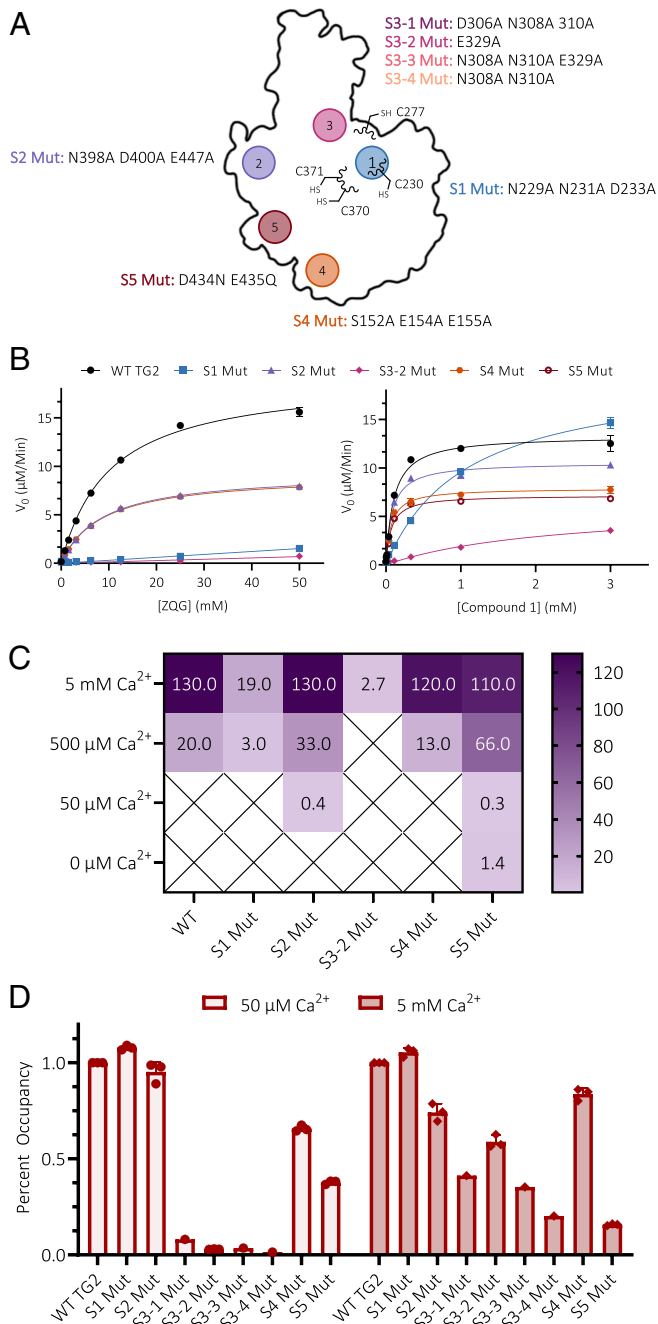 A
S3-1 Mut: D306A N308A 310A
S3-2 Mut: E329A
S3-3 Mut: N308A N310A E329A
S3-4 Mut: N308A N310A
SH
C277
3
S2 Mut: N398A D400A E447A
2
1
C371
HS
C230
HS
HS
C370
S1 Mut: N229A N231A D233A
5
S5 Mut: D434N E435Q
4
S4 Mut: S152A E154A E155A
B
WT TG2 S1 Mut S2 Mut S3-2 Mut S4 Mut S5 Mut
V0 (µM/Min)
15
10
5
0
0 10 20 30 40 50
[ZQG] (mM)
V0 (µM/Min)
15
10
5
0
0 1 2 3
[Compound 1] (mM)
C
5 mM Ca2+ 130.0 19.0 130.0 2.7 120.0 110.0
500 µM Ca2+ 20.0 3.0 33.0 13.0 66.0
50 µM Ca2+ 0.4 0.3
0 µM Ca2+ 1.4
WT S1 Mut S2 Mut S3-2 Mut S4 Mut S5 Mut
120
100
80
60
40
20
D
50 µM Ca2+ 5 mM Ca2+
Percent Occupancy
1.0
0.5
0.0
WT TG2 S1 Mut S2 Mut S3-1 Mut S3-2 Mut S3-3 Mut S3-4 Mut S4 Mut S5 Mut WT TG2 S1 Mut S2 Mut S3-1 Mut S3-2 Mut S3-3 Mut S3-4 Mut S4 Mut S5 Mut